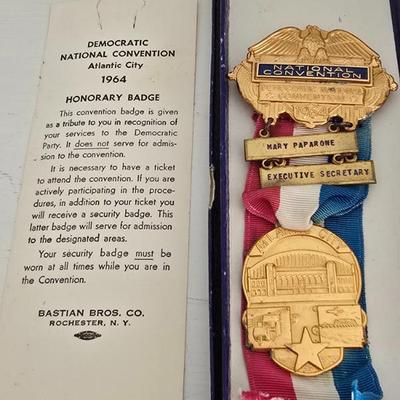 DEMOCRATIC
NATIONAL CONVENTION
Atlantic City
1964
HONORARY BADGE
This convention badge is given
as a tribute to you in recognition of
your services to the Democratic
Party. It does not serve for admis-
sion to the convention.
It is necessary to have a ticket
to attend the convention. If you are
actively participating in the proce-
dures, in addition to your ticket you
will receive a security badge. This
latter badge will serve for admission
to the designated areas.
Your security badge must be
worn at all times while you are in
the Convention.
BASTIAN BROS. CO.
ROCHESTER, N. Y.
NATIONAL
CONVENTION
1964
MARY PAPARONE
EXECUTIVE SECRETARY